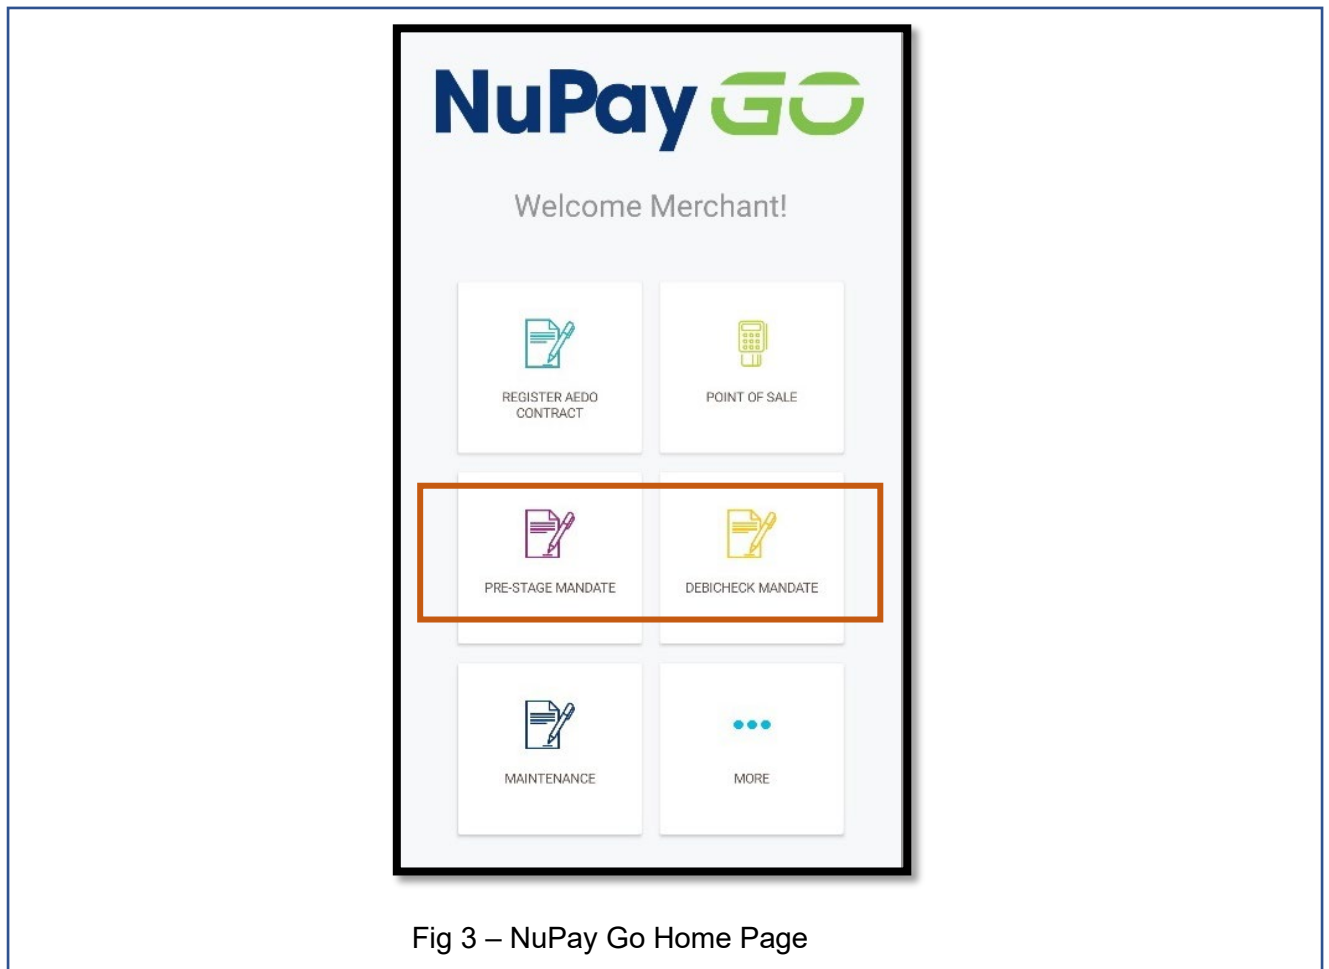 NuPay GO
Welcome Merchant!
REGISTER AEDO
CONTRACT
POINT OF SALE
PRE-STAGE MANDATE
DEBICHECK MANDATE
MAINTENANCE
MORE
Fig 3 – NuPay Go Home Page